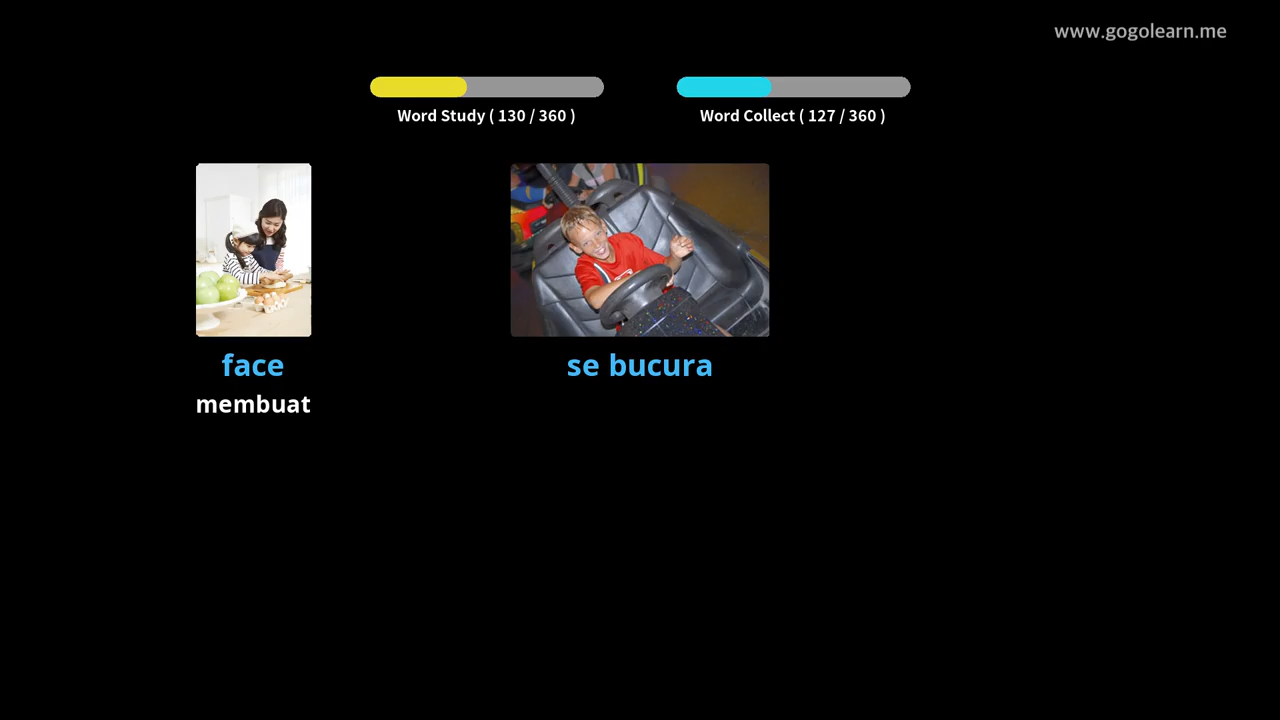 www.gogolearn.me
Word Study ( 130 / 360 )
Word Collect ( 127 / 360 )
face
se bucura
membuat